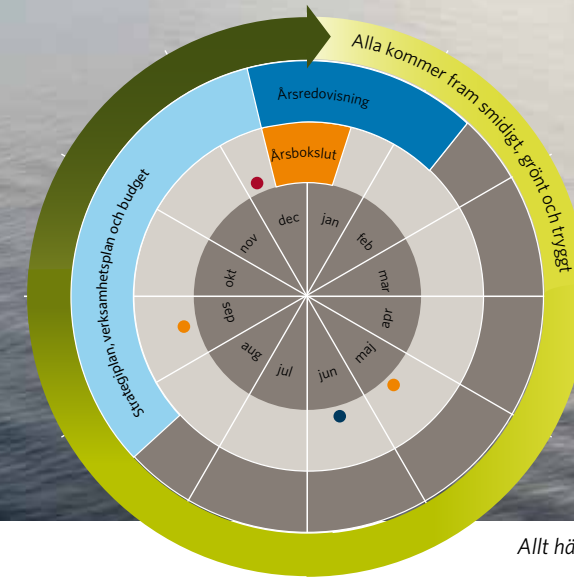 Alla kommer fram smidigt, grönt och tryggt
Årsredovisning
Årsbokslut
Strategiplan, verksamhetsplan och budget
jan
feb
mar
apr
maj
jun
jul
aug
sep
okt
nov
dec
Allt hä